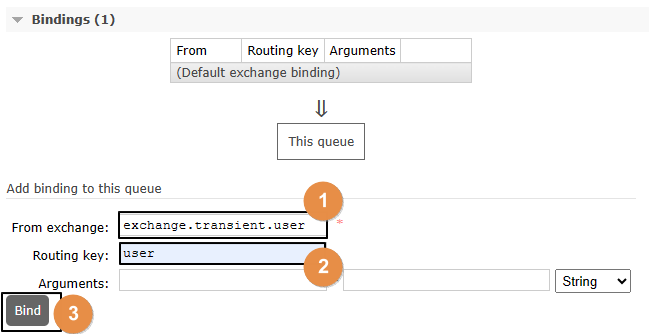 Bindings (1)
From Routing key Arguments
(Default exchange binding)
⇓
This queue
Add binding to this queue
1
From exchange: exchange.transient.user *
Routing key: user
2
Arguments: = String
Bind
3